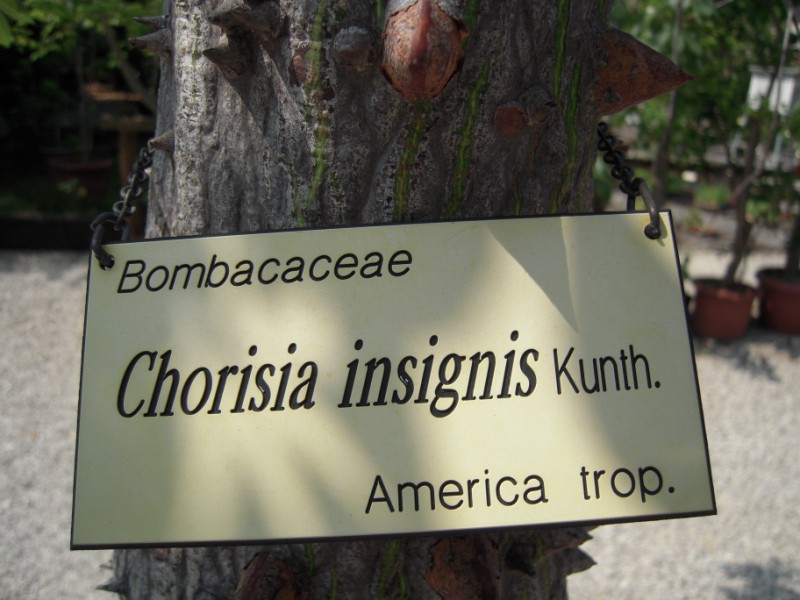 Bombacaceae
Chorisia insignis Kunth.
America trop.